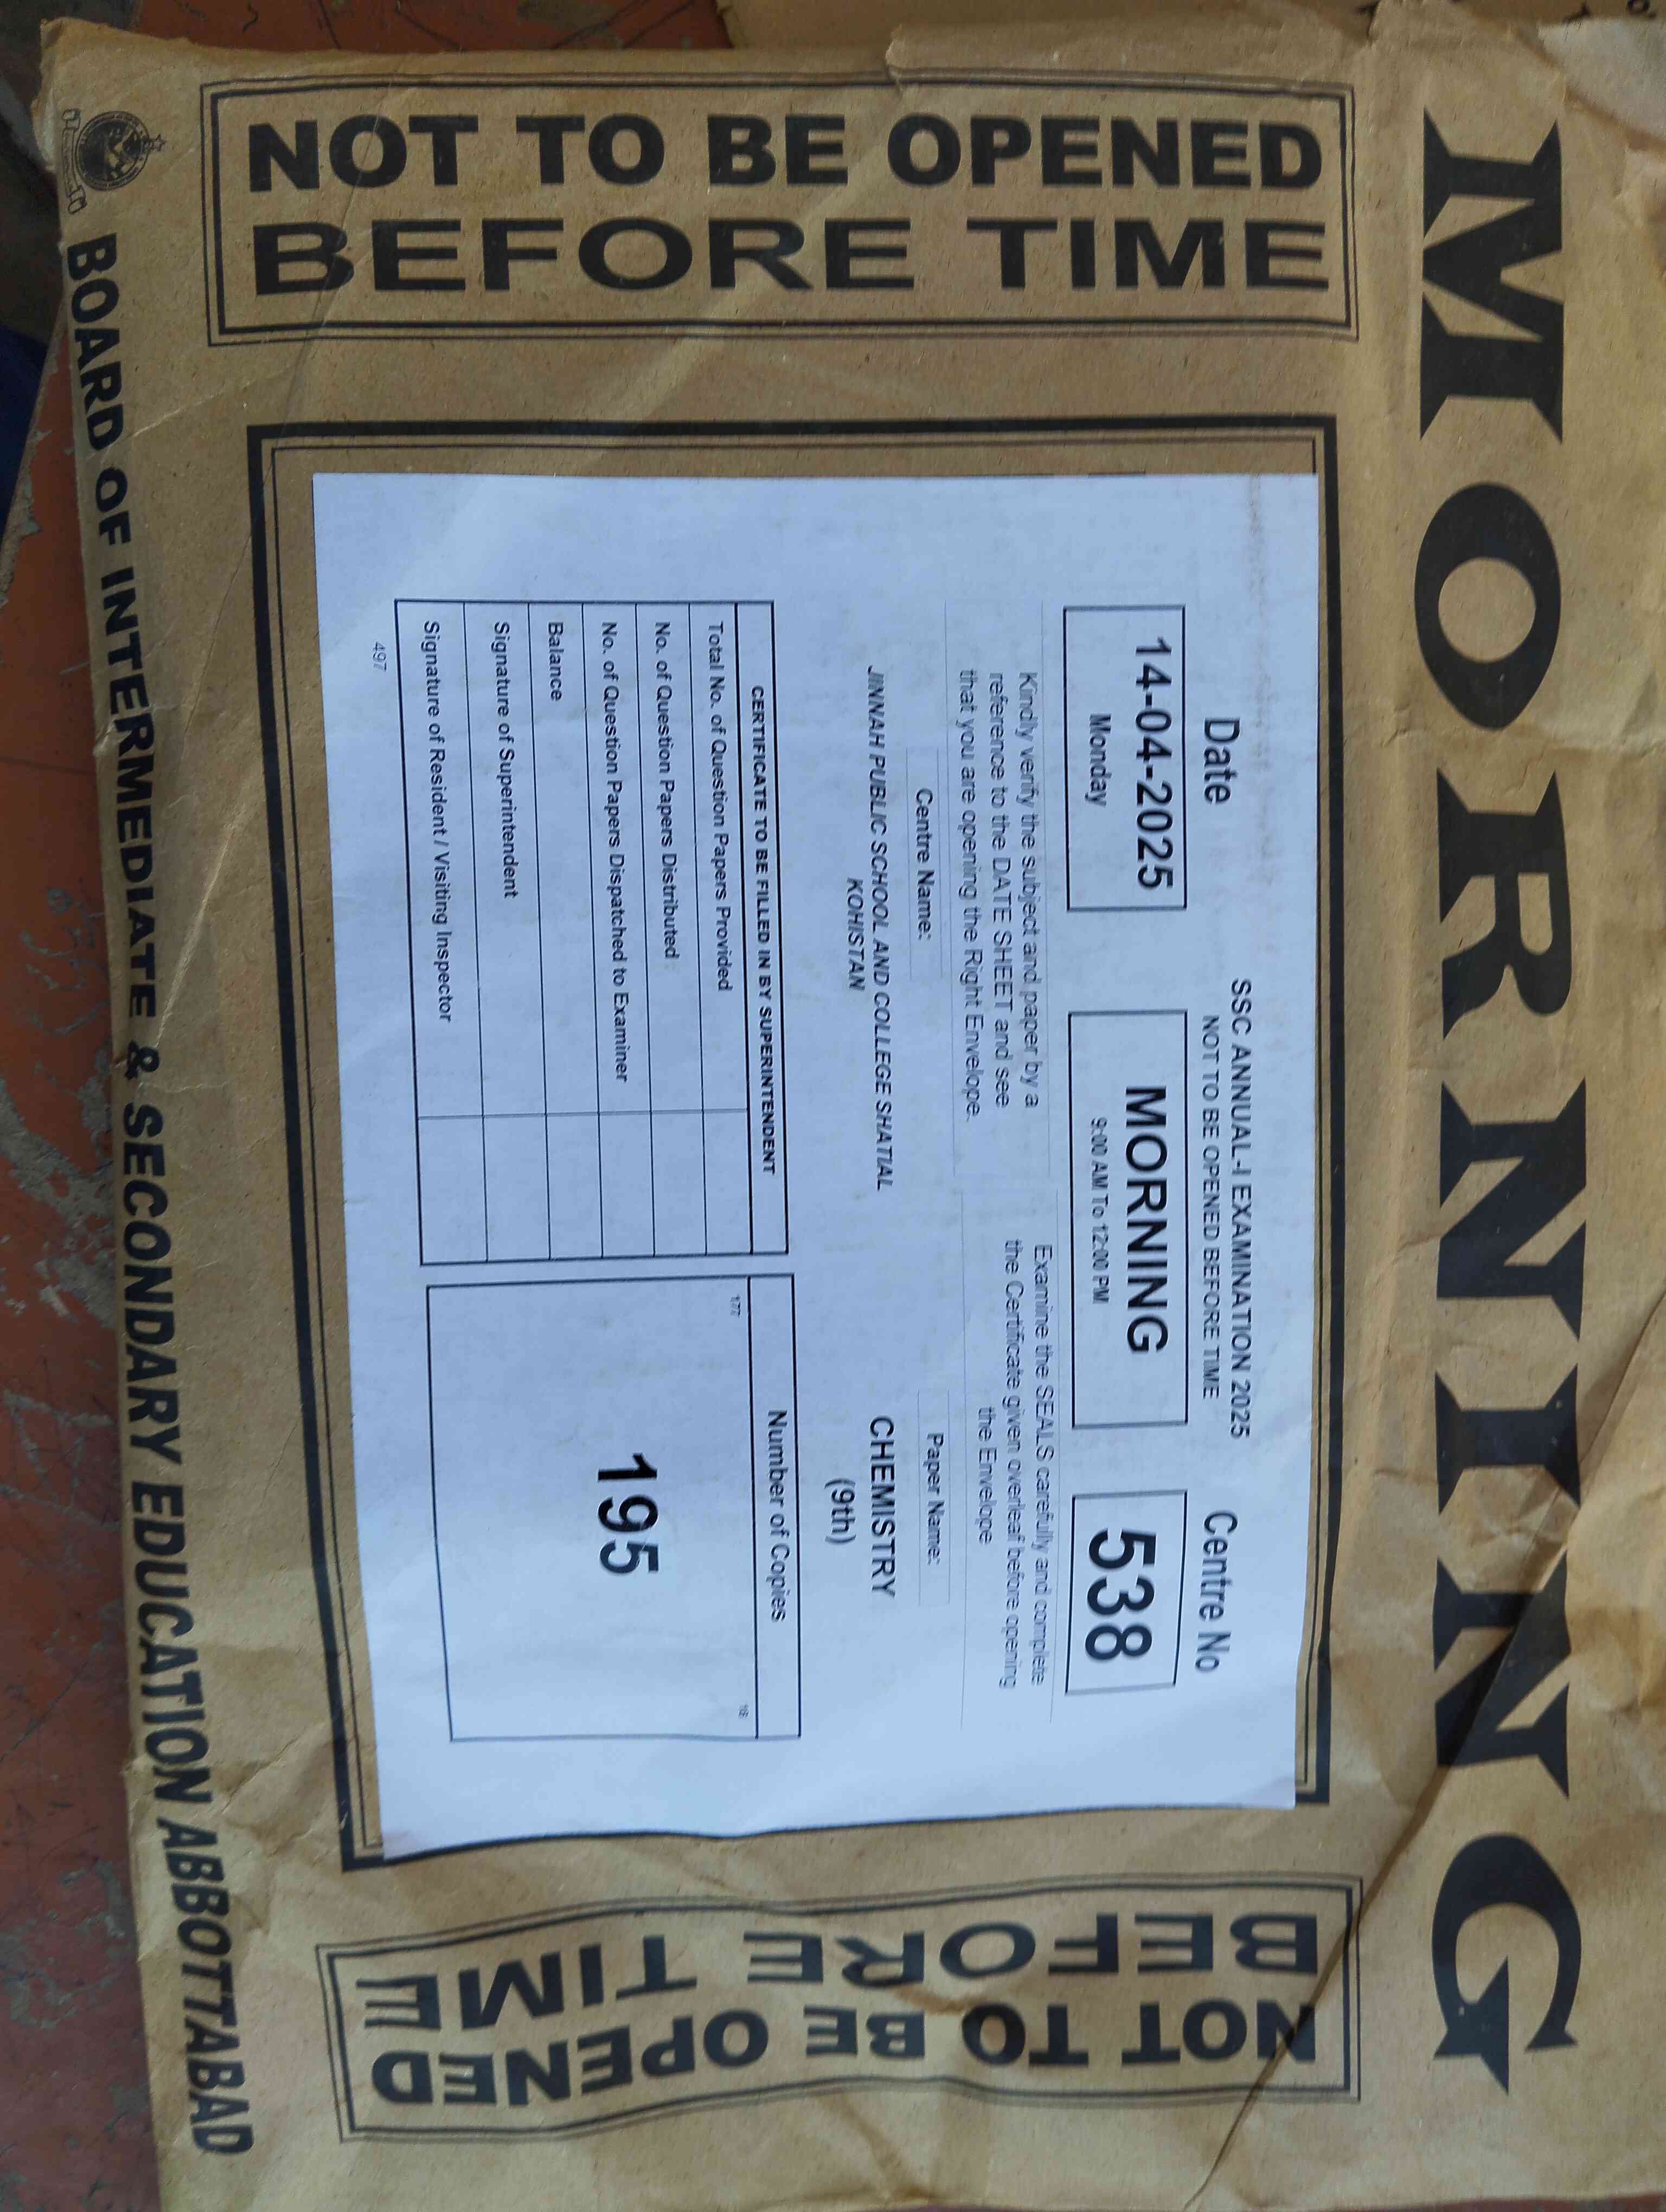 MORNING
NOT TO BE OPENED
BEFORE TIME
SSC ANNUAL-I EXAMINATION 2025
NOT TO BE OPENED BEFORE TIME
Date
14-04-2025
Monday
MORNING
9:00 AM To 12:00 PM
Centre No
538
Kindly verify the subject and paper by a
reference to the DATE SHEET and see
that you are opening the Right Envelope.
Examine the SEALS carefully and complete
the Certificate given overleaf before opening
the Envelope
Centre Name:
JINNAH PUBLIC SCHOOL AND COLLEGE SHATIAL
KOHISTAN
Paper Name:
CHEMISTRY
(9th)
CERTIFICATE TO BE FILLED IN BY SUPERINTENDENT
Total No. of Question Papers Provided
No. of Question Papers Distributed
No. of Question Papers Dispatched to Examiner
Balance
Signature of Superintendent
Signature of Resident / Visiting Inspector
497
Number of Copies
177
195
NOT TO BE OPENED
BEFORE TIME
BOARD OF INTERMEDIATE & SECONDARY EDUCATION ABBOTTABAD